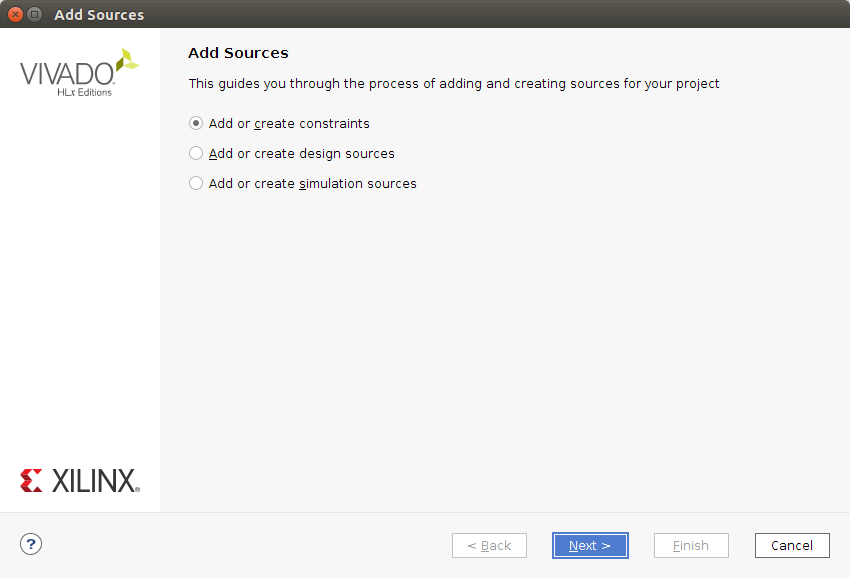 Add Sources
VIVADO.
HLx Editions
Add Sources
This guides you through the process of adding and creating sources for your project
Add or create constraints
Add or create design sources
Add or create simulation sources
XILINX®
?
< Back
Next >
Finish
Cancel